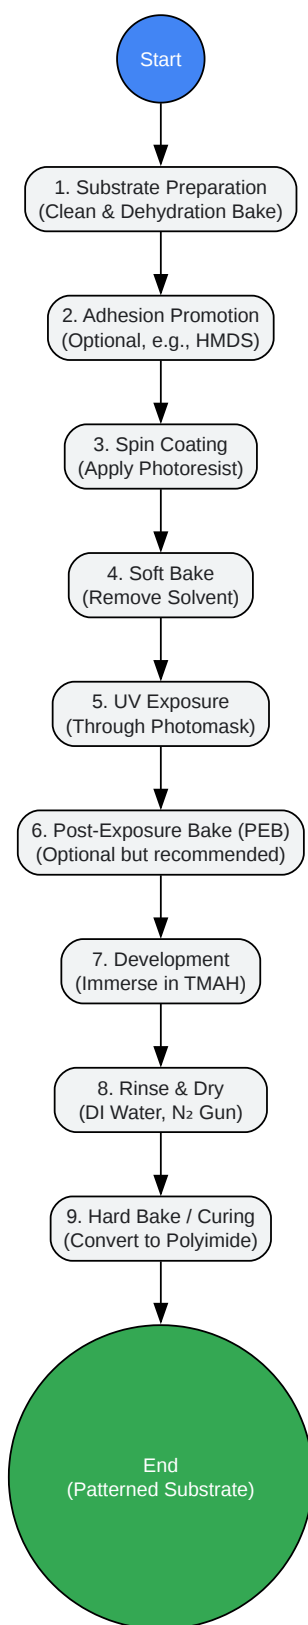 Start
1. Substrate Preparation
(Clean & Dehydration Bake)
2. Adhesion Promotion
(Optional, e.g., HMDS)
3. Spin Coating
(Apply Photoresist)
4. Soft Bake
(Remove Solvent)
5. UV Exposure
(Through Photomask)
6. Post-Exposure Bake (PEB)
(Optional but recommended)
7. Development
(Immerse in TMAH)
8. Rinse & Dry
(DI Water, N₂ Gun)
9. Hard Bake / Curing
(Convert to Polyimide)
End
(Patterned Substrate)